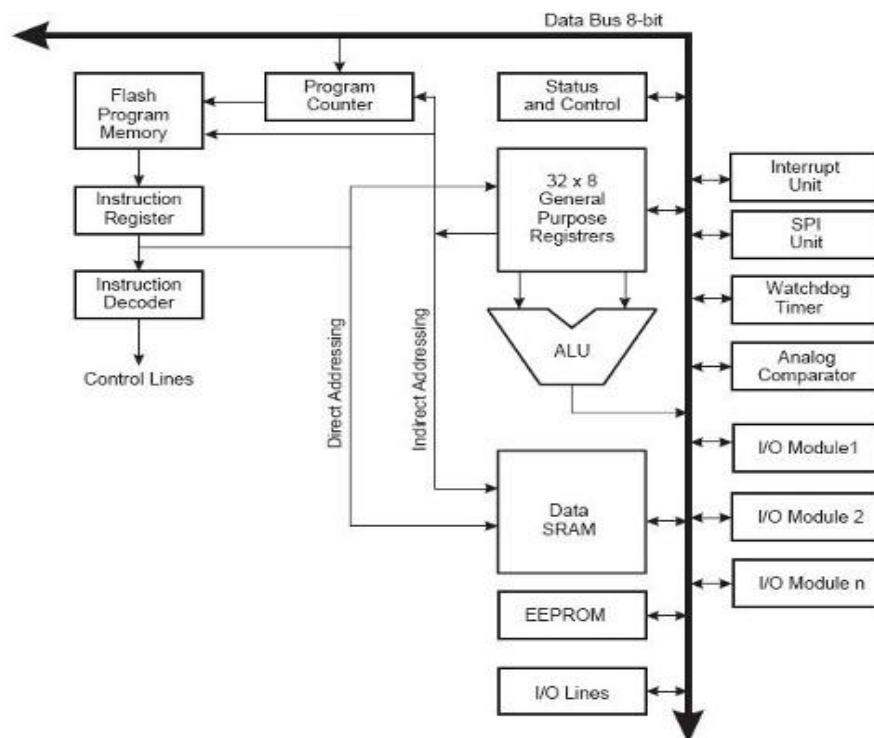 Data Bus 8-bit
Flash
Program
Memory
Program
Counter
Status
and Control
Instruction
Register
32 x 8
General
Purpose
Registrers
Interrupt
Unit
SPI
Unit
Instruction
Decoder
Watchdog
Timer
ALU
Analog
Comparator
Control Lines
Direct Addressing
Indirect Addressing
I/O Module1
Data
SRAM
I/O Module 2
I/O Module n
EEPROM
I/O Lines